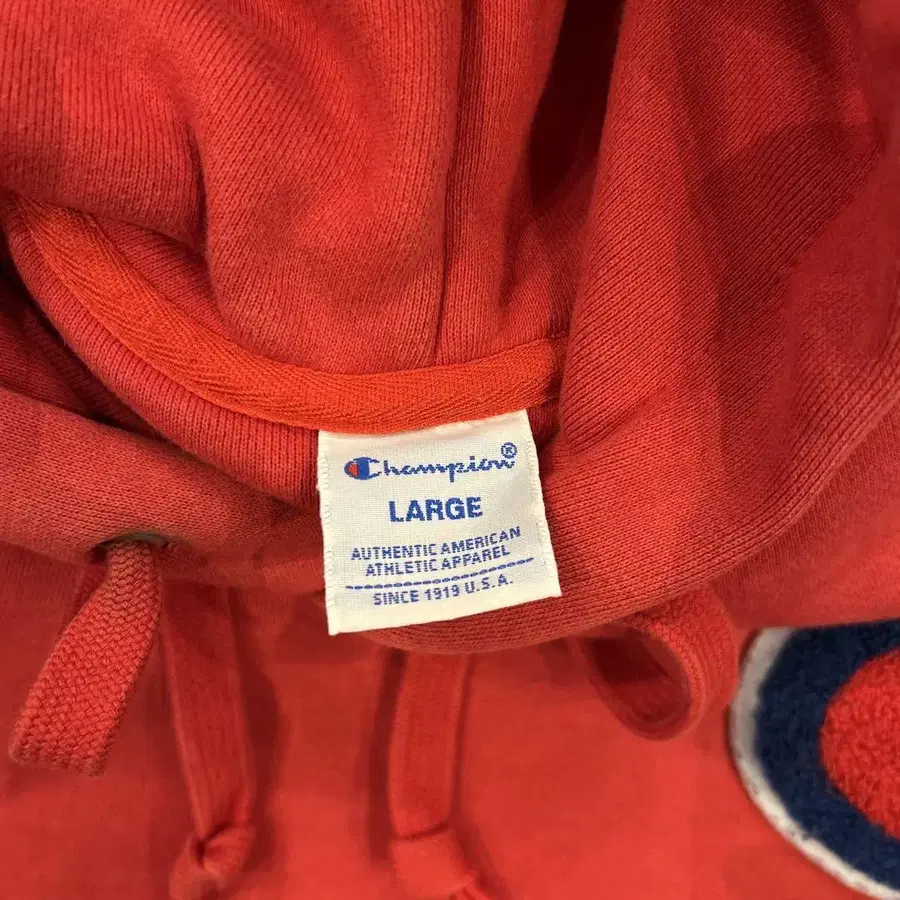 Champion®
LARGE
AUTHENTIC AMERICAN
ATHLETIC APPAREL
SINCE 1919 U.S.A.